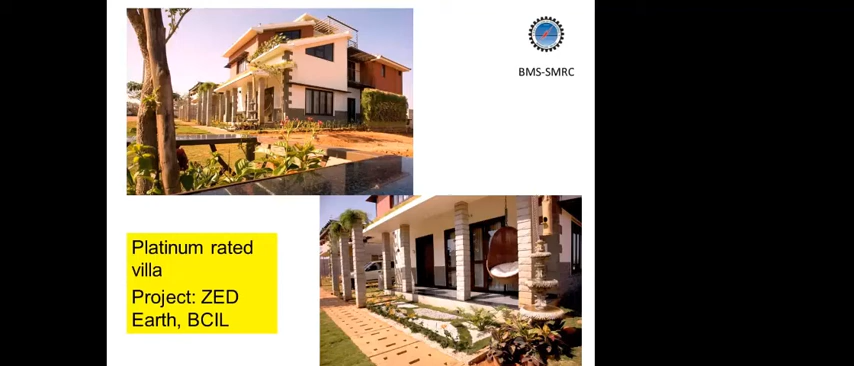 BMS-SMRC
Platinum rated
villa
Project: ZED
Earth, BCIL